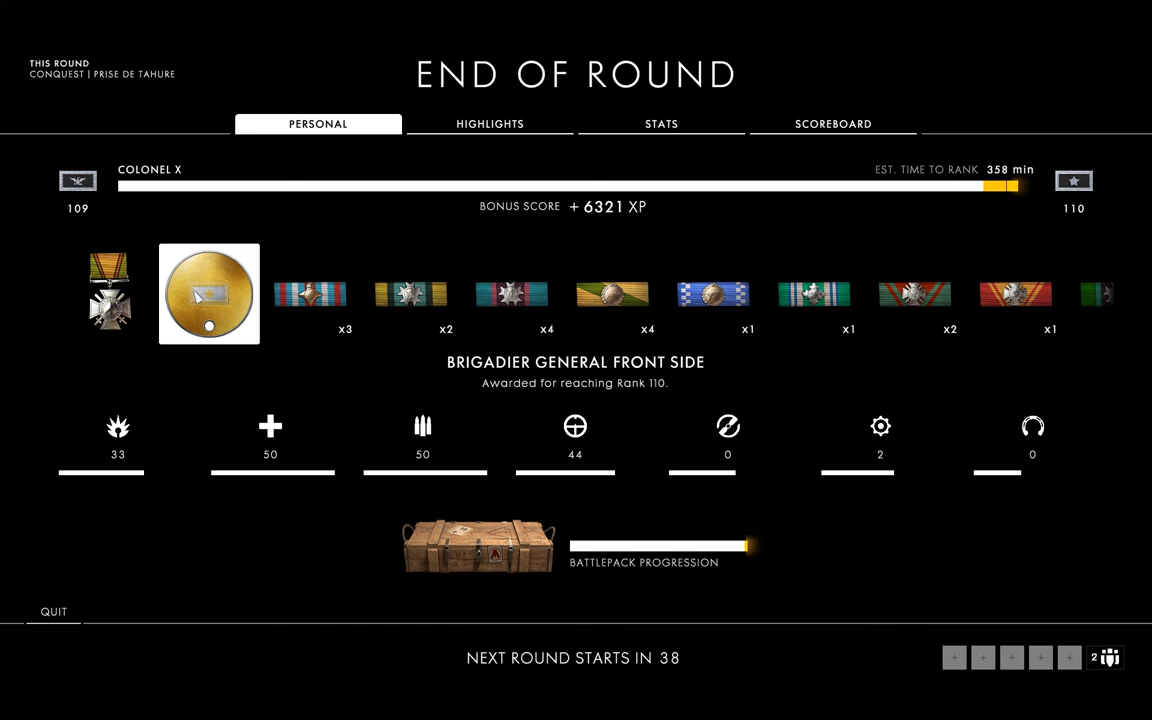 THIS ROUND
CONQUEST | PRISE DE TAHURE
END OF ROUND
PERSONAL
HIGHLIGHTS
STATS
SCOREBOARD
COLONEL X
EST. TIME TO RANK 358 min
109
BONUS SCORE + 6321 XP
110
x3
x2
x4
x4
x1
x1
x2
x1
BRIGADIER GENERAL FRONT SIDE
Awarded for reaching Rank 110.
33
50
50
44
0
2
0
BATTLEPACK PROGRESSION
QUIT
NEXT ROUND STARTS IN 38
2